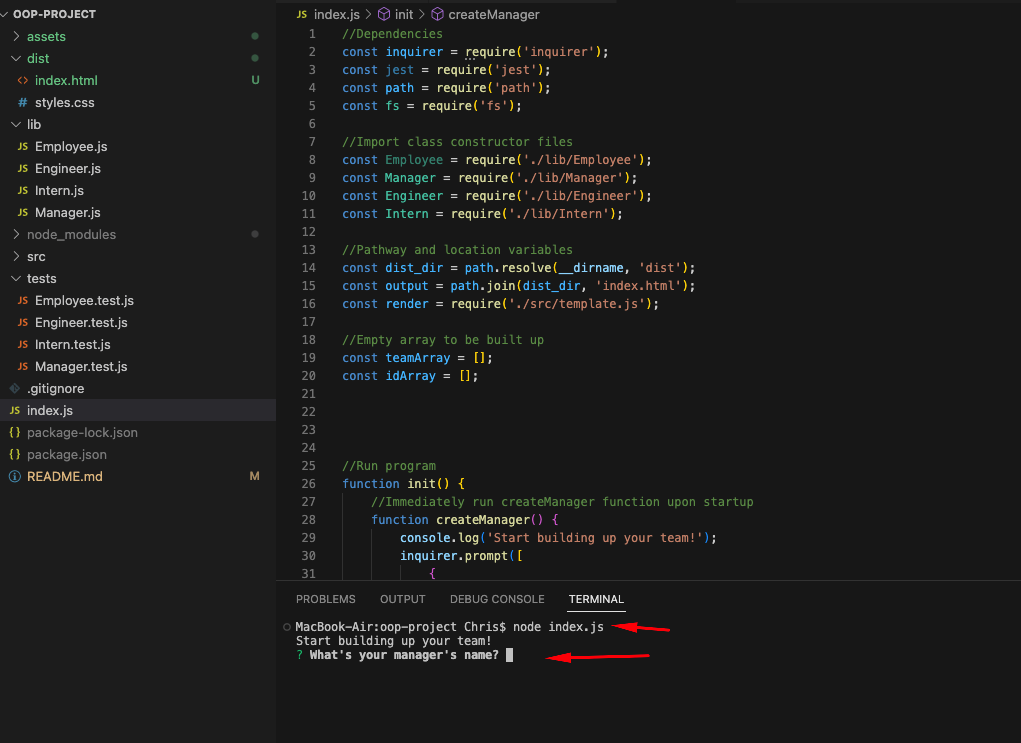 OOP-PROJECT
assets
dist
index.html U
styles.css
lib
JS Employee.js
JS Engineer.js
JS Intern.js
JS Manager.js
node_modules
src
tests
JS Employee.test.js
JS Engineer.test.js
JS Intern.test.js
JS Manager.test.js
.gitignore
JS index.js
package-lock.json
package.json
README.md M
JS index.js > init > createManager
1 //Dependencies
2 const inquirer = require('inquirer');
3 const jest = require('jest');
4 const path = require('path');
5 const fs = require('fs');
6
7 //Import class constructor files
8 const Employee = require('./lib/Employee');
9 const Manager = require('./lib/Manager');
10 const Engineer = require('./lib/Engineer');
11 const Intern = require('./lib/Intern');
12
13 //Pathway and location variables
14 const dist_dir = path.resolve(__dirname, 'dist');
15 const output = path.join(dist_dir, 'index.html');
16 const render = require('./src/template.js');
17
18 //Empty array to be built up
19 const teamArray = [];
20 const idArray = [];
21
22
23
24
25 //Run program
26 function init() {
27 //Immediately run createManager function upon startup
28 function createManager() {
29 console.log('Start building up your team!');
30 inquirer.prompt([
31 {
PROBLEMS OUTPUT DEBUG CONSOLE TERMINAL
MacBook-Air:oop-project Chris$ node index.js
Start building up your team!
? What's your manager's name?